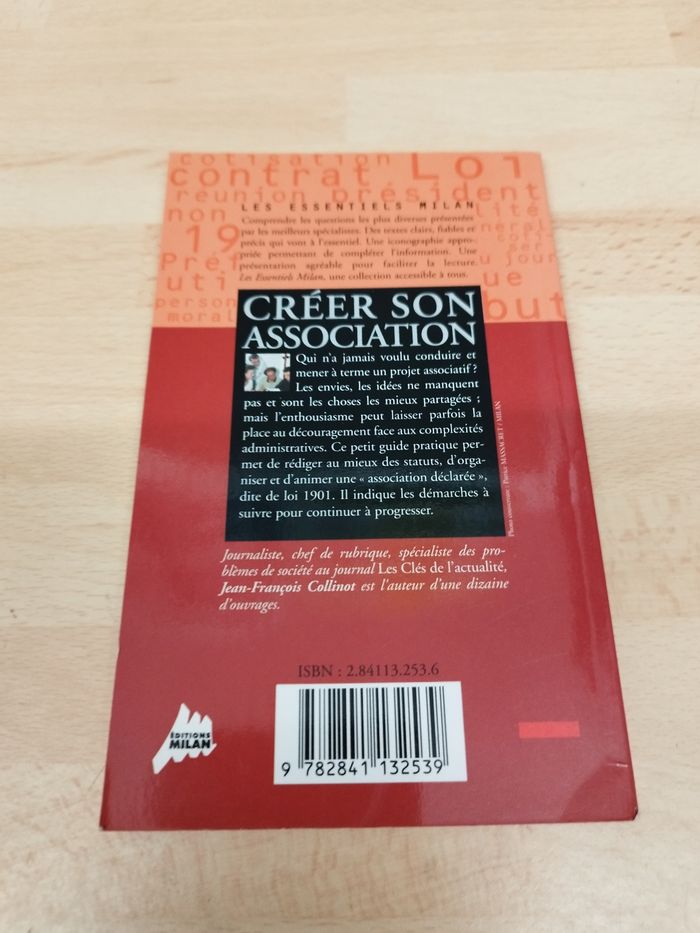 cotisation
contrat Loi
réunion président
LES ESSENTIELS MILAN
non
Comprendre les questions les plus diverses présentées
par les meilleurs spécialistes. Des textes clairs, fiables et
19
précis qui vont à l'essentiel. Une iconographie appro-
priée permettant de compléter l'information. Une
présentation agréable pour faciliter la lecture.
Les Essentiels Milan, une collection accessible à tous.
uti
que
person
moral
but
CRÉER SON
ASSOCIATION
Qui n'a jamais voulu conduire et
mener à terme un projet associatif ?
Les envies, les idées ne manquent
pas et sont les choses les mieux partagées ;
mais l'enthousiasme peut laisser parfois la
place au découragement face aux complexités
administratives. Ce petit guide pratique per-
met de rédiger au mieux des statuts, d'orga-
niser et d'animer une « association déclarée »,
dite de loi 1901. Il indique les démarches à
suivre pour continuer à progresser.
Photo couverture : Patrice MASSACRET / MILAN
Journaliste, chef de rubrique, spécialiste des pro-
blèmes de société au journal Les Clés de l'actualité,
Jean-François Collinot est l'auteur d'une dizaine
d'ouvrages.
ISBN : 2.84113.253.6
ÉDITIONS
MILAN
9 782841 132539